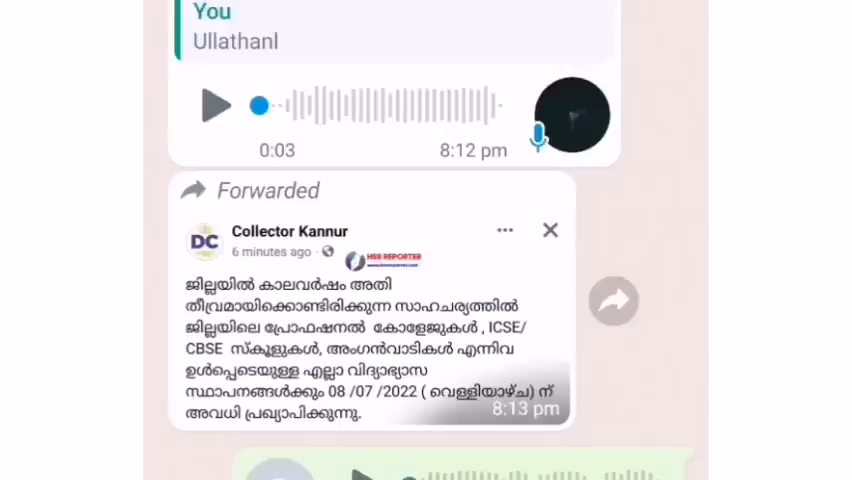 You
Ullathanl
0:03
8:12 pm
Forwarded
DC
Collector Kannur
6 minutes ago
HSS REPORTER
ജില്ലയിൽ കാലവർഷം അതി
തീവ്രമായിക്കൊണ്ടിരിക്കുന്ന സാഹചര്യത്തിൽ
ജില്ലയിലെ പ്രോഫഷനൽ കോളേജുകൾ , ICSE/
CBSE സ്കൂളുകൾ, അംഗൻവാടികൾ എന്നിവ
ഉൾപ്പെടെയുള്ള എല്ലാ വിദ്യാഭ്യാസ
സ്ഥാപനങ്ങൾക്കും 08 /07 /2022 ( വെള്ളിയാഴ്ച) ന്
അവധി പ്രഖ്യാപിക്കുന്നു.
8:13 pm